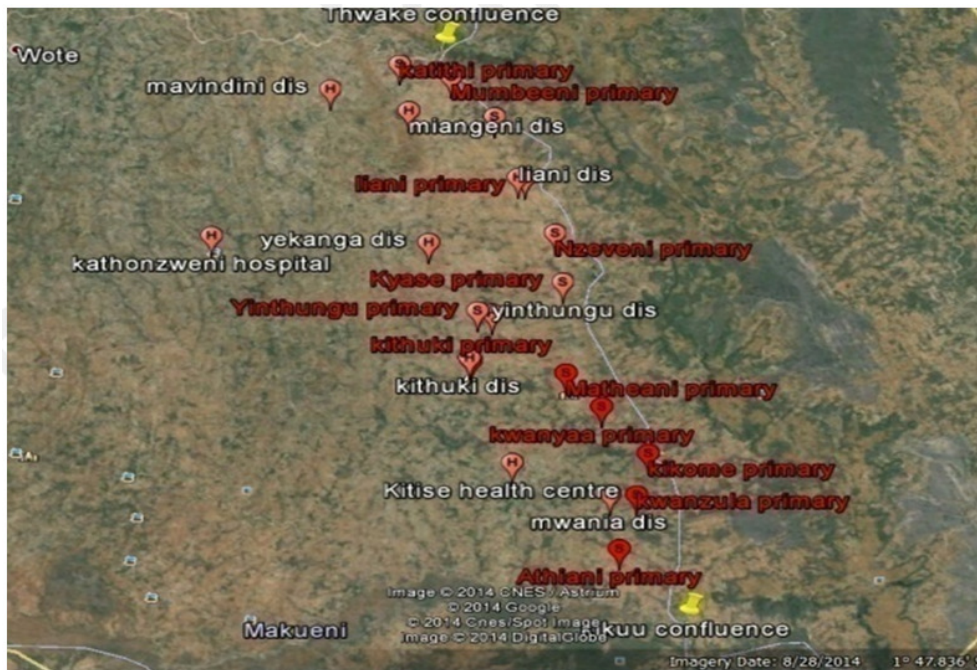 Thwake confluence
Wote
katithi primary
mavindini dis
Mumbeeni primary
miangeni dis
liani dis
liani primary
yekanga dis
Nzeveni primary
kathonzweni hospital
Kyase primary
Yinthungu primary
yinthungu dis
kithuki primary
kithuki dis
Matheani primary
kwanyaa primary
kikome primary
Kitise health centre
kwanzula primary
mwania dis
Athiani primary
Image © 2014 CNES / Astrium
© 2014 Google
© 2014 Cnes/Spot Image
Image © 2014 DigitalGlobe
kuu confluence
Makueni
Imagery Date: 8/28/2014
1° 47.838